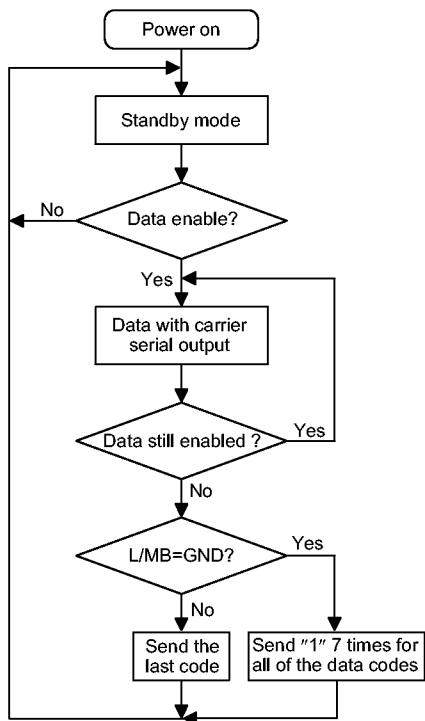 Power on
Standby mode
Data enable?
No
Yes
Data with carrier
serial output
Data still enabled ?
Yes
No
L/MB=GND?
Yes
No
Send the
last code
Send "1" 7 times for
all of the data codes